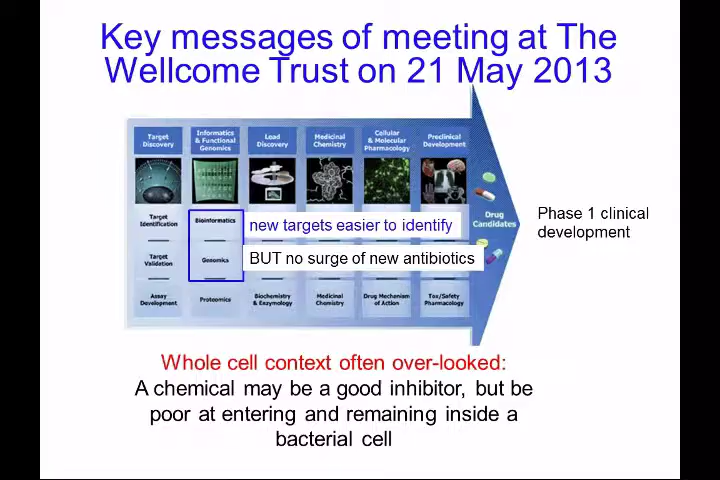 Key messages of meeting at The
Wellcome Trust on 21 May 2013
Target
Discovery
Informatics
& Functional
Genomics
Lead
Discovery
Medicinal
Chemistry
Cellular
& Molecular
Pharmacology
Preclinical
Development
Target
Identification
Bioinformatics
new targets easier to identify
Drug
Candidates
Phase 1 clinical
development
Target
Validation
Genomics
BUT no surge of new antibiotics
Assay
Development
Proteomics
Biochemistry
& Enzymology
Medicinal
Chemistry
Drug Mechanism
of Action
Tox/Safety
Pharmacology
Whole cell context often over-looked:
A chemical may be a good inhibitor, but be
poor at entering and remaining inside a
bacterial cell